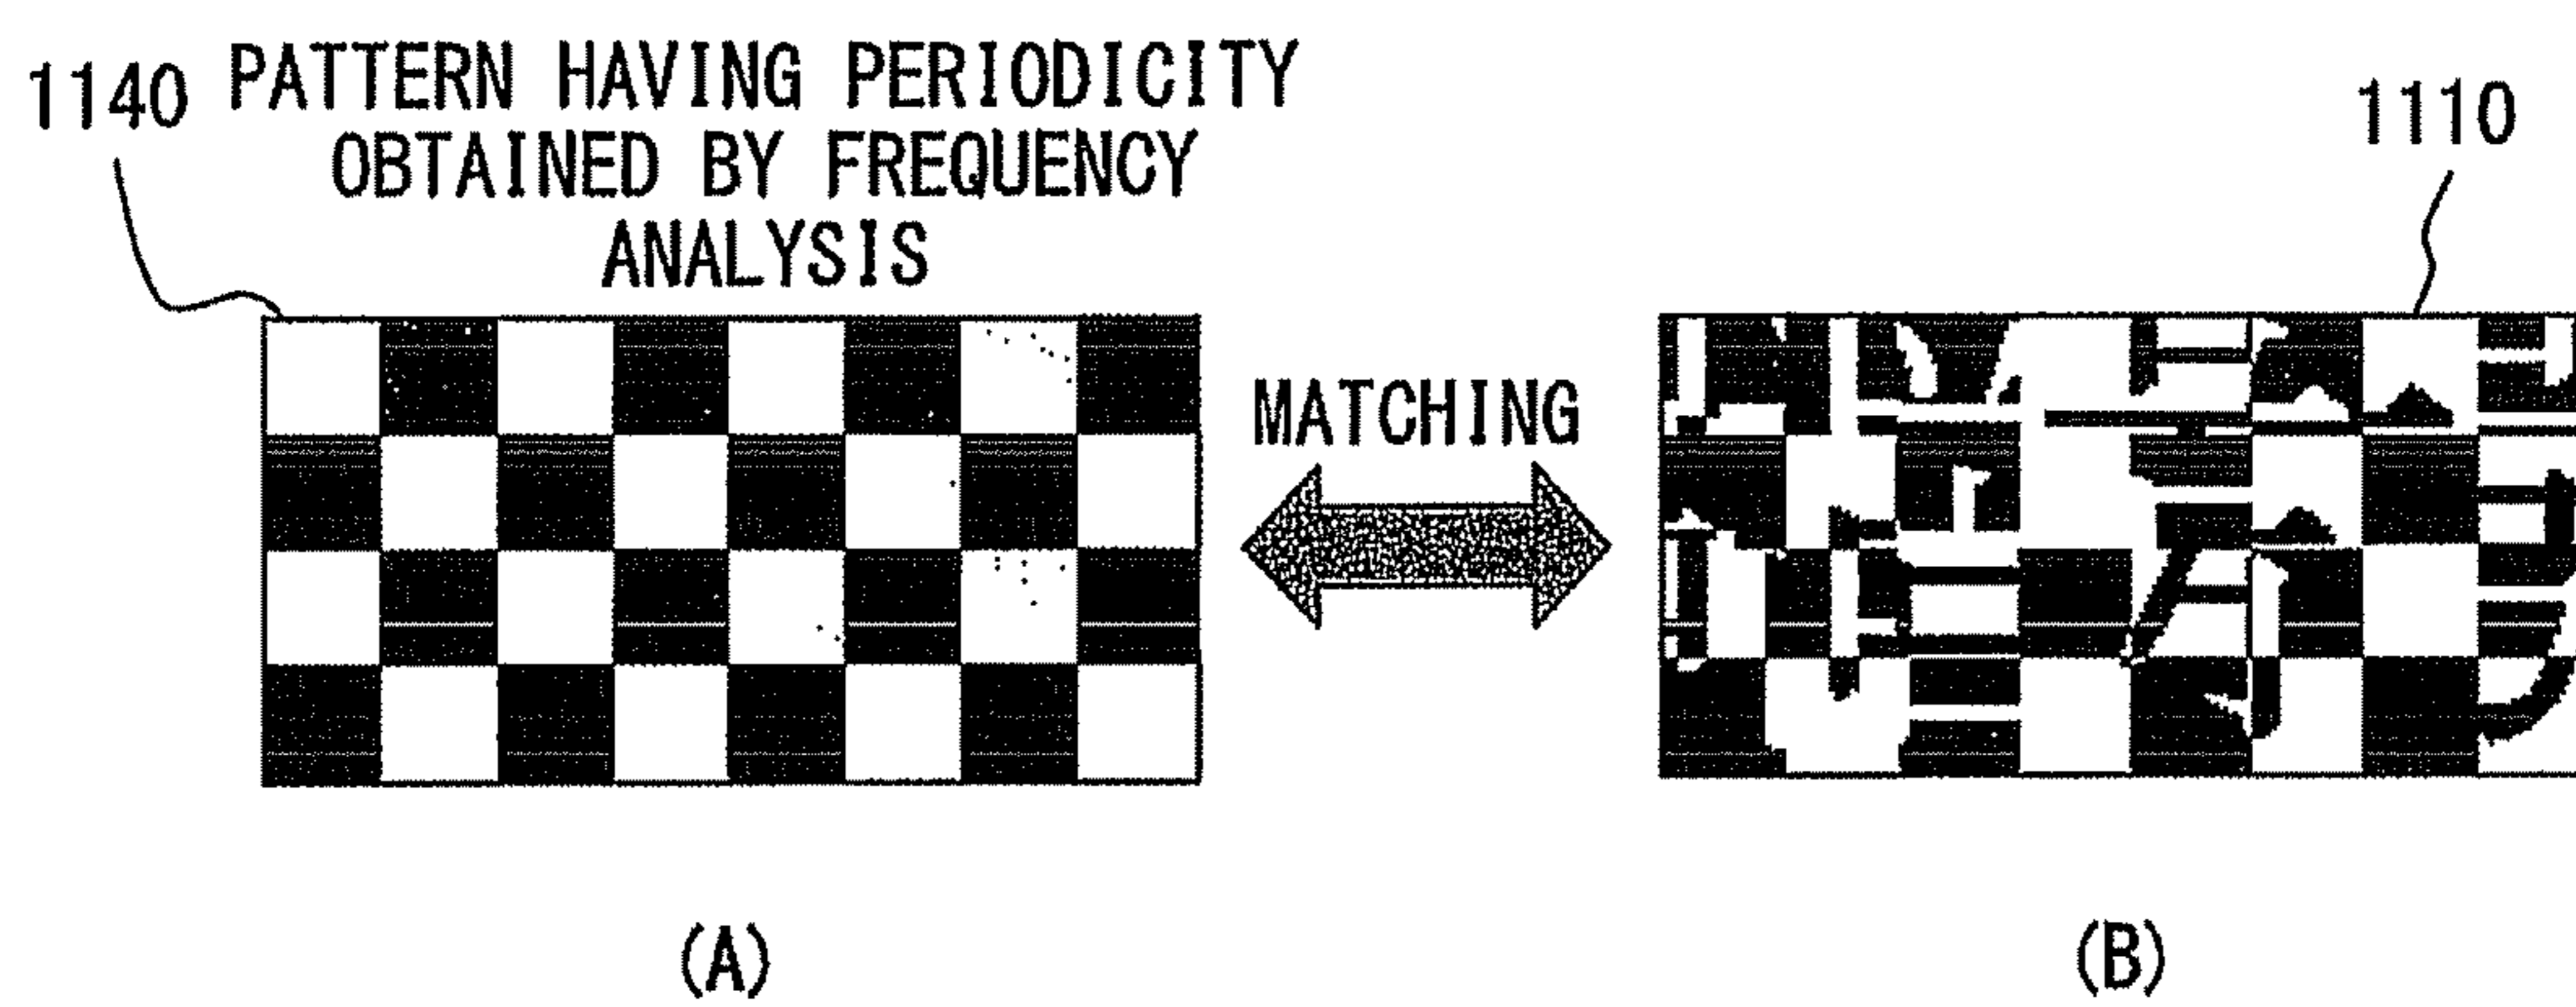 1140 PATTERN HAVING PERIODICITY
OBTAINED BY FREQUENCY
ANALYSIS
1110
MATCHING
(A)
(B)